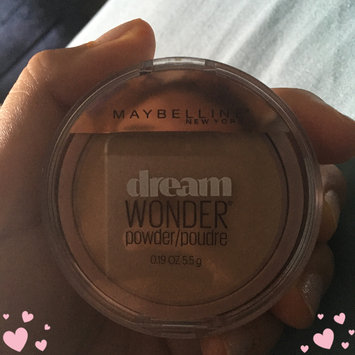 MAYBELLINE
NEW YORK
dream
WONDER®
powder/poudre
0.19 OZ 5.5 g